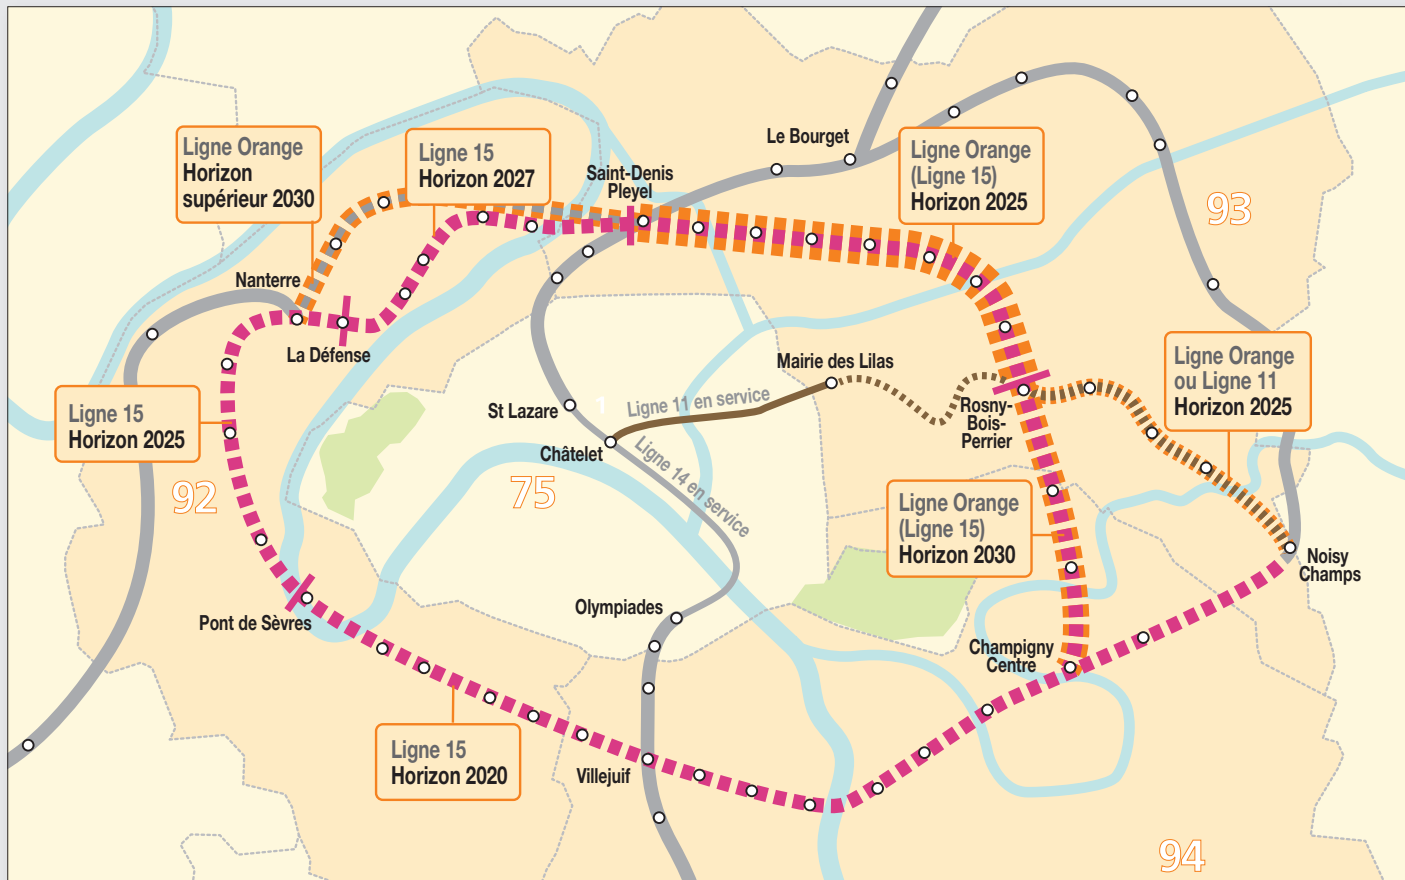 Le Bourget
Ligne Orange
Horizon
supérieur 2030
Ligne 15
Horizon 2027
Saint-Denis
Pleyel
Ligne Orange
(Ligne 15)
Horizon 2025
93
Nanterre
La Défense
Mairie des Lilas
Ligne Orange
ou Ligne 11
Horizon 2025
Ligne 15
Horizon 2025
St Lazare
1
Ligne 11 en service
Rosny-
Bois-
Perrier
Châtelet
Ligne 14 en service
92
75
Ligne Orange
(Ligne 15)
Horizon 2030
Noisy
Champs
Pont de Sèvres
Olympiades
Champigny
Centre
Ligne 15
Horizon 2020
Villejuif
94